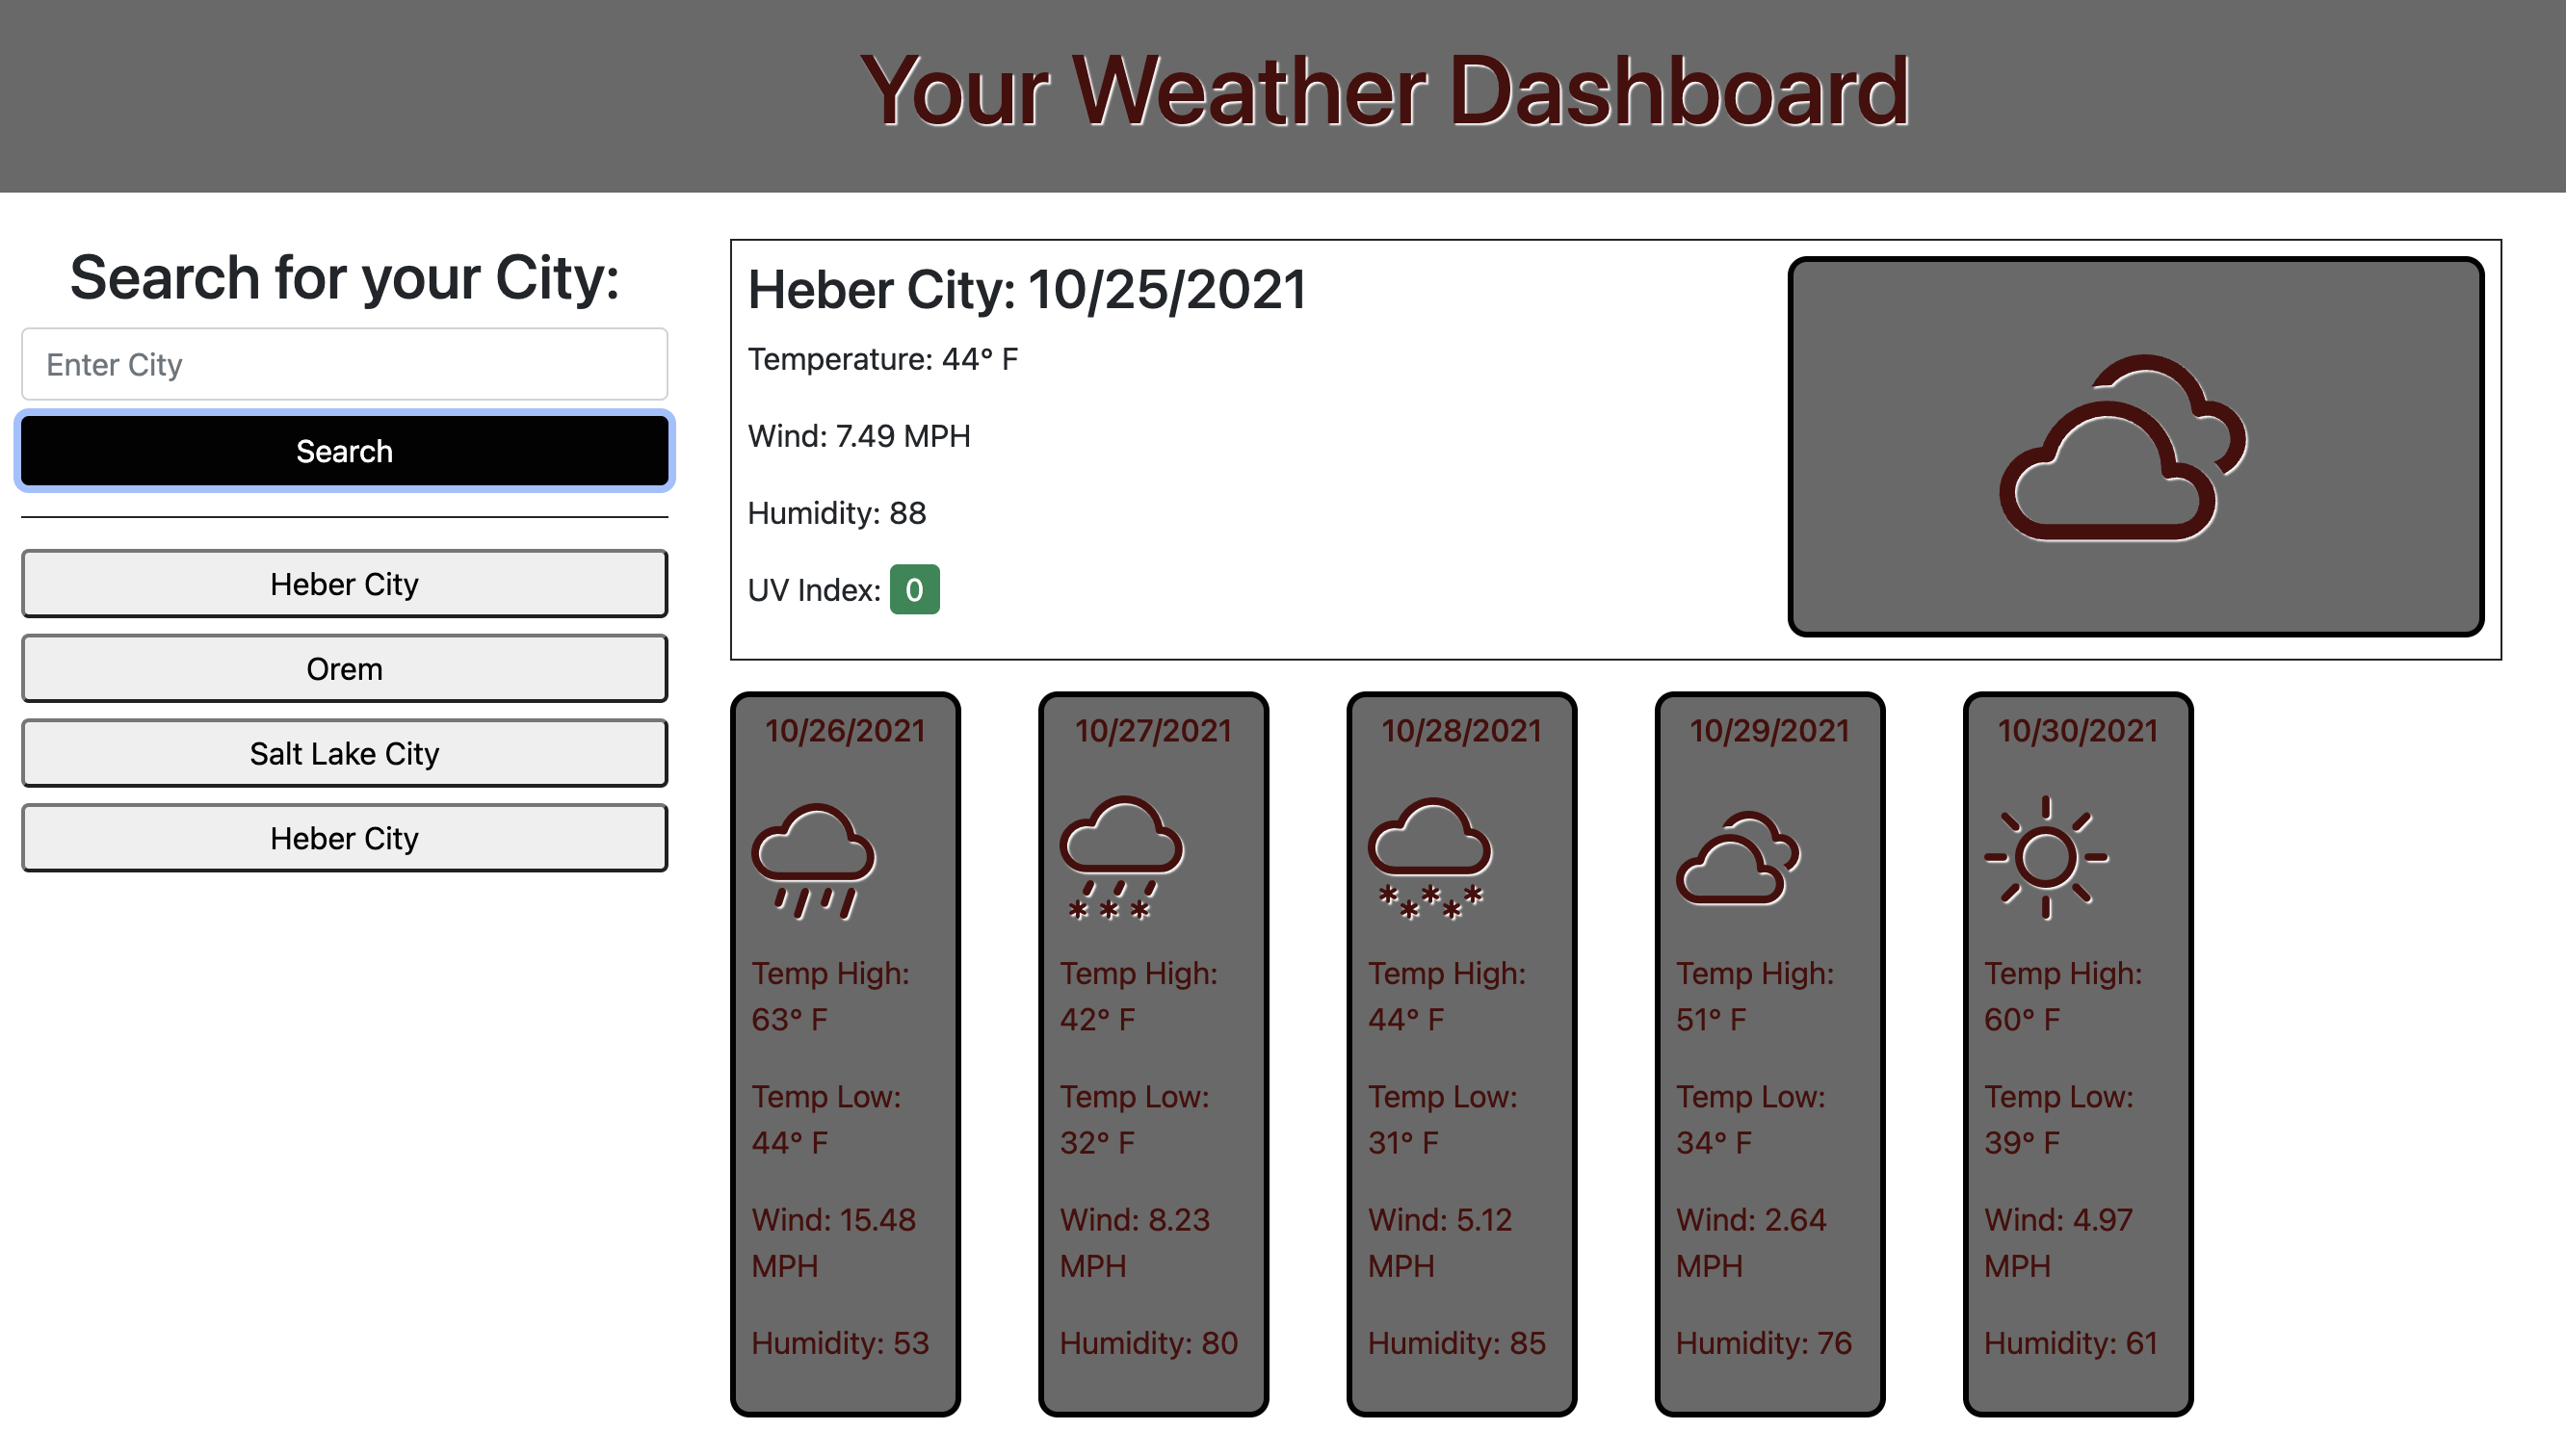 Your Weather Dashboard
Search for your City:
Enter City
Search
Heber City
Orem
Salt Lake City
Heber City
Heber City: 10/25/2021
Temperature: 44° F
Wind: 7.49 MPH
Humidity: 88
UV Index: 0
10/26/2021
Temp High:
63° F
Temp Low:
44° F
Wind: 15.48
MPH
Humidity: 53
10/27/2021
Temp High:
42° F
Temp Low:
32° F
Wind: 8.23
MPH
Humidity: 80
10/28/2021
Temp High:
44° F
Temp Low:
31° F
Wind: 5.12
MPH
Humidity: 85
10/29/2021
Temp High:
51° F
Temp Low:
34° F
Wind: 2.64
MPH
Humidity: 76
10/30/2021
Temp High:
60° F
Temp Low:
39° F
Wind: 4.97
MPH
Humidity: 61